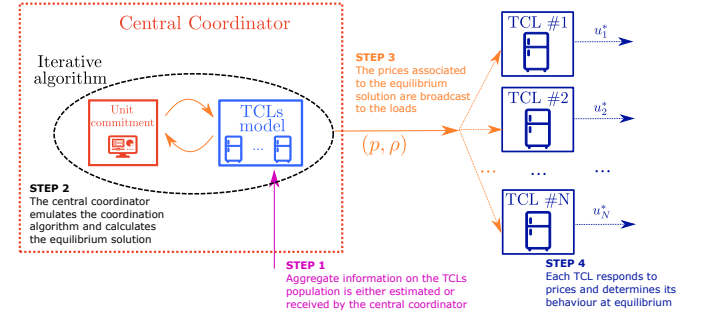 Central Coordinator
Iterative
algorithm
Unit
commitment
TCLs
model
...
STEP 2
The central coordinator
emulates the coordination
algorithm and calculates
the equilibrium solution
STEP 1
Aggregate information on the TCLs
population is either estimated or
received by the central coordinator
STEP 3
The prices associated
to the equilibrium
solution are broadcast
to the loads
(p, ρ)
TCL #1
u₁*
TCL #2
u₂*
... ... ...
TCL #N
u_N*
STEP 4
Each TCL responds to
prices and determines its
behaviour at equilibrium